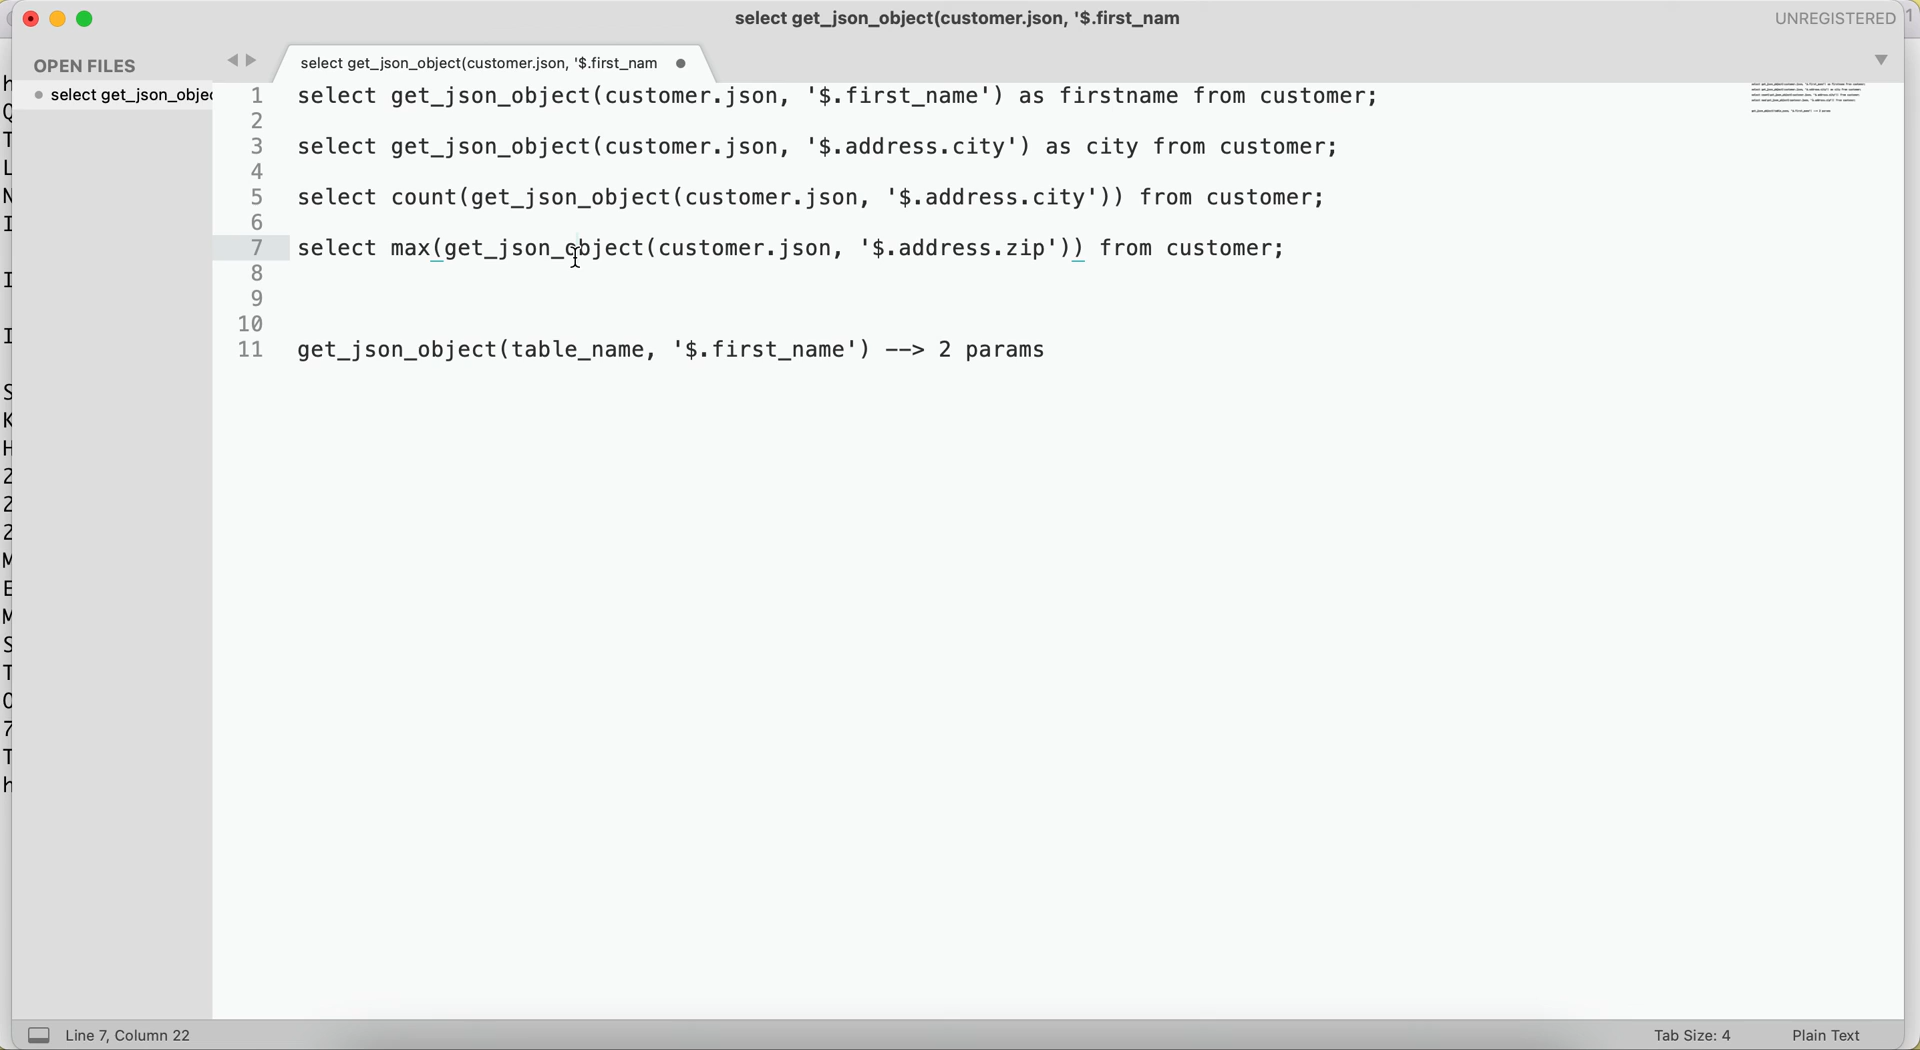 select get_json_object(customer.json, '$.first_nam
UNREGISTERED
OPEN FILES
select get_json_objec
select get_json_object(customer.json, '$.first_nam
1 select get_json_object(customer.json, '$.first_name') as firstname from customer;
2
3 select get_json_object(customer.json, '$.address.city') as city from customer;
4
5 select count(get_json_object(customer.json, '$.address.city')) from customer;
6
7 select max(get_json_object(customer.json, '$.address.zip')) from customer;
8
9
10
11 get_json_object(table_name, '$.first_name') --> 2 params
Line 7, Column 22
Tab Size: 4
Plain Text